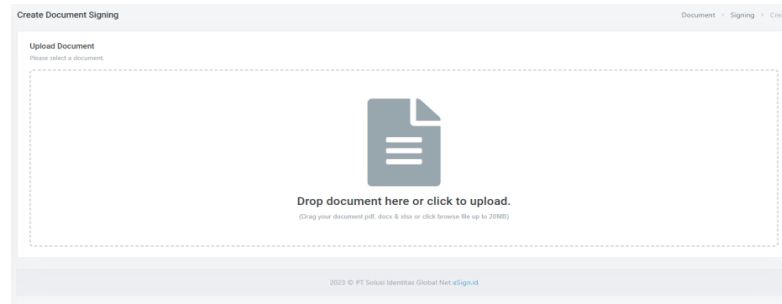 Create Document Signing
Document Signing Cre
Upload Document
Please select a document.
Drop document here or click to upload.
(Drag your document pdf, docx & xlsx or click browse file up to 20MB)
2023 © PT Solusi Identitas Global Net eSign.id